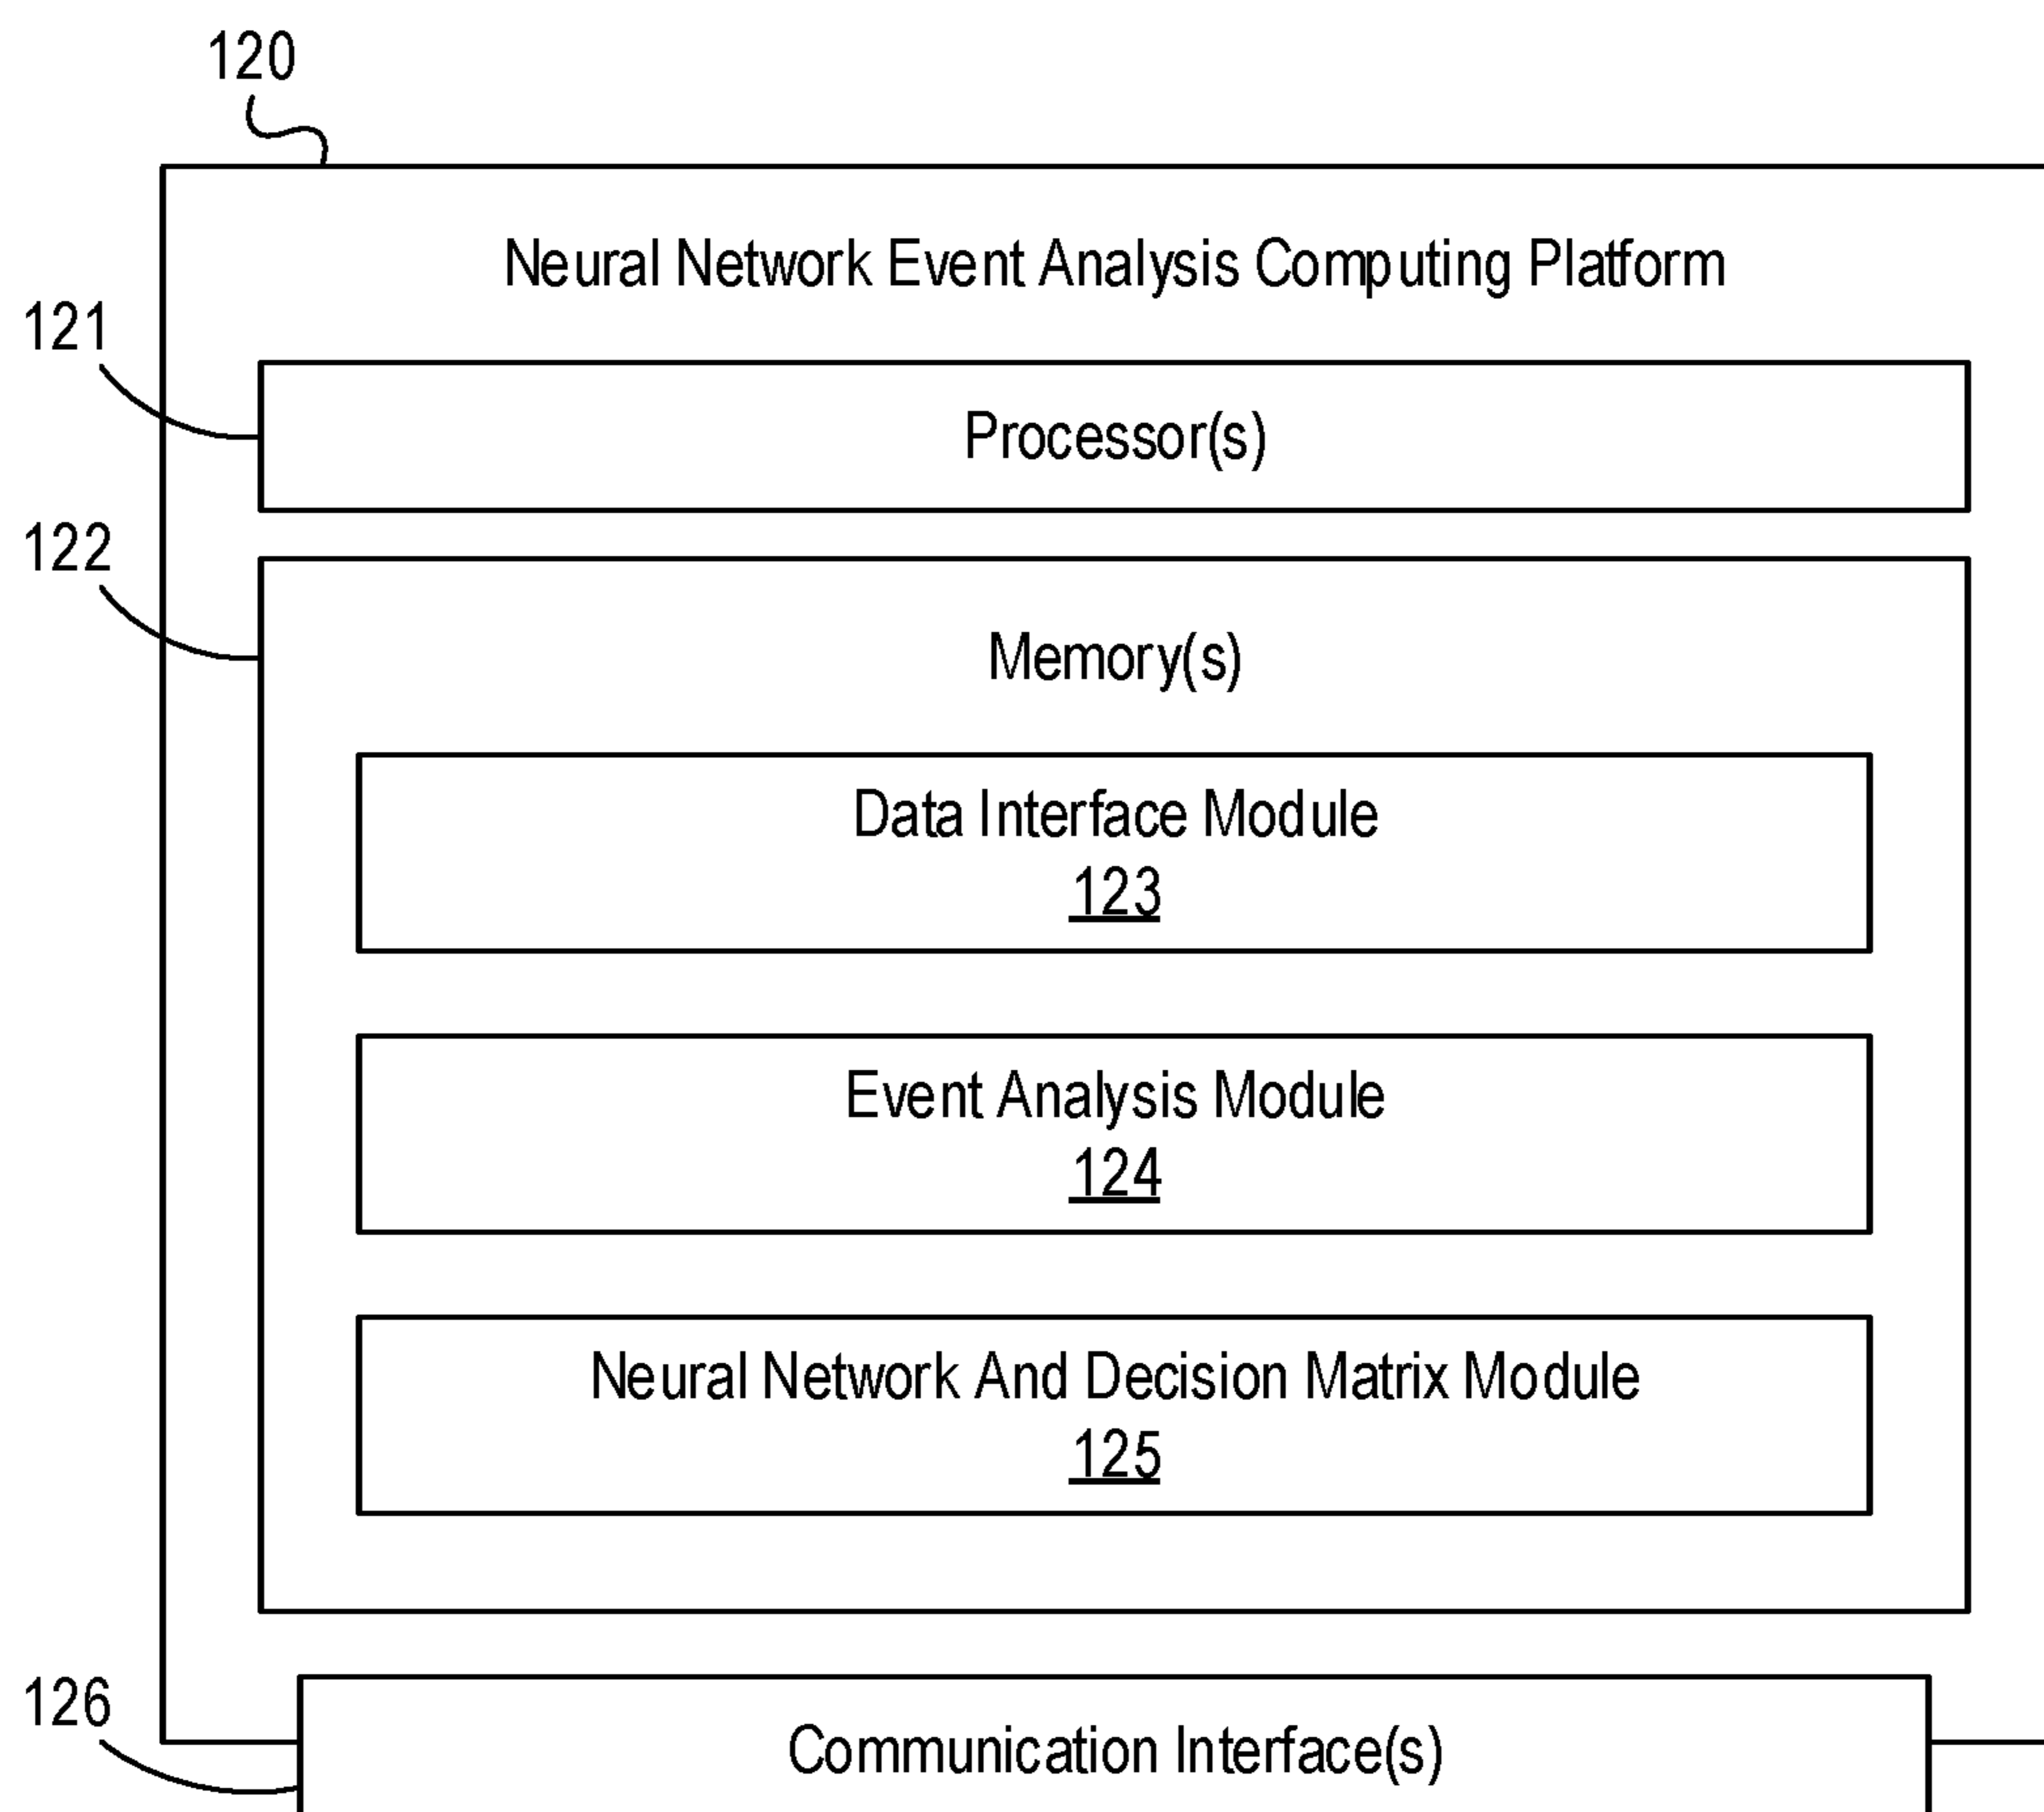 120
Neural Network Event Analysis Computing Platform
121
Processor(s)
122
Memory(s)
Data Interface Module
123
Event Analysis Module
124
Neural Network And Decision Matrix Module
125
126
Communication Interface(s)